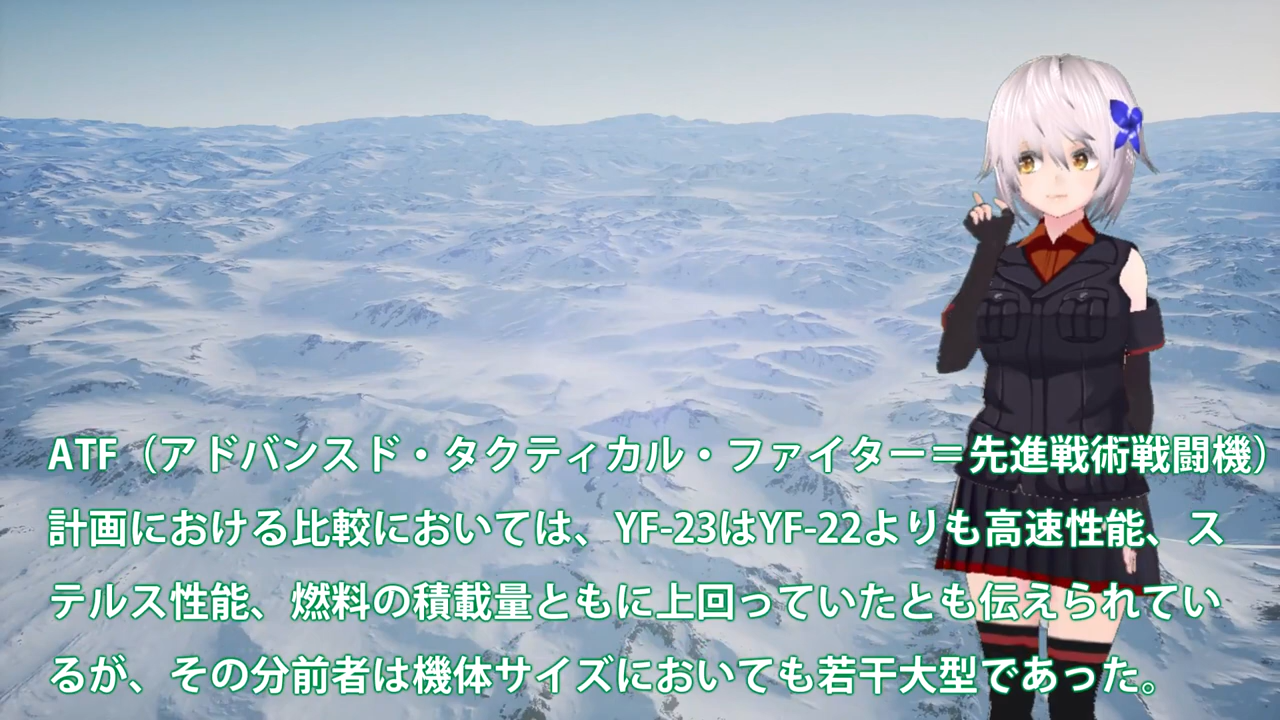 ATF（アドバンスド・タクティカル・ファイター＝先進戦術戦闘機）
計画における比較においては、YF-23はYF-22よりも高速性能、ス
テルス性能、燃料の積載量ともに上回っていたとも伝えられてい
るが、その分前者は機体サイズにおいても若干大型であった。